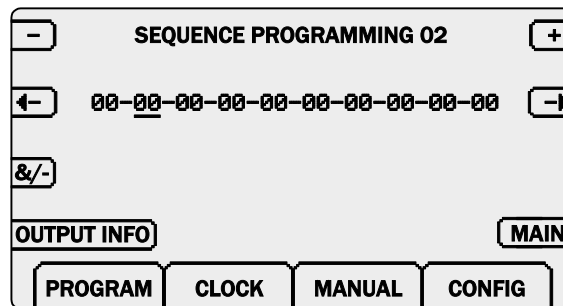 - SEQUENCE PROGRAMMING 02 +
00-00-00-00-00-00-00-00-00-00
&/-
OUTPUT INFO MAIN
PROGRAM CLOCK MANUAL CONFIG